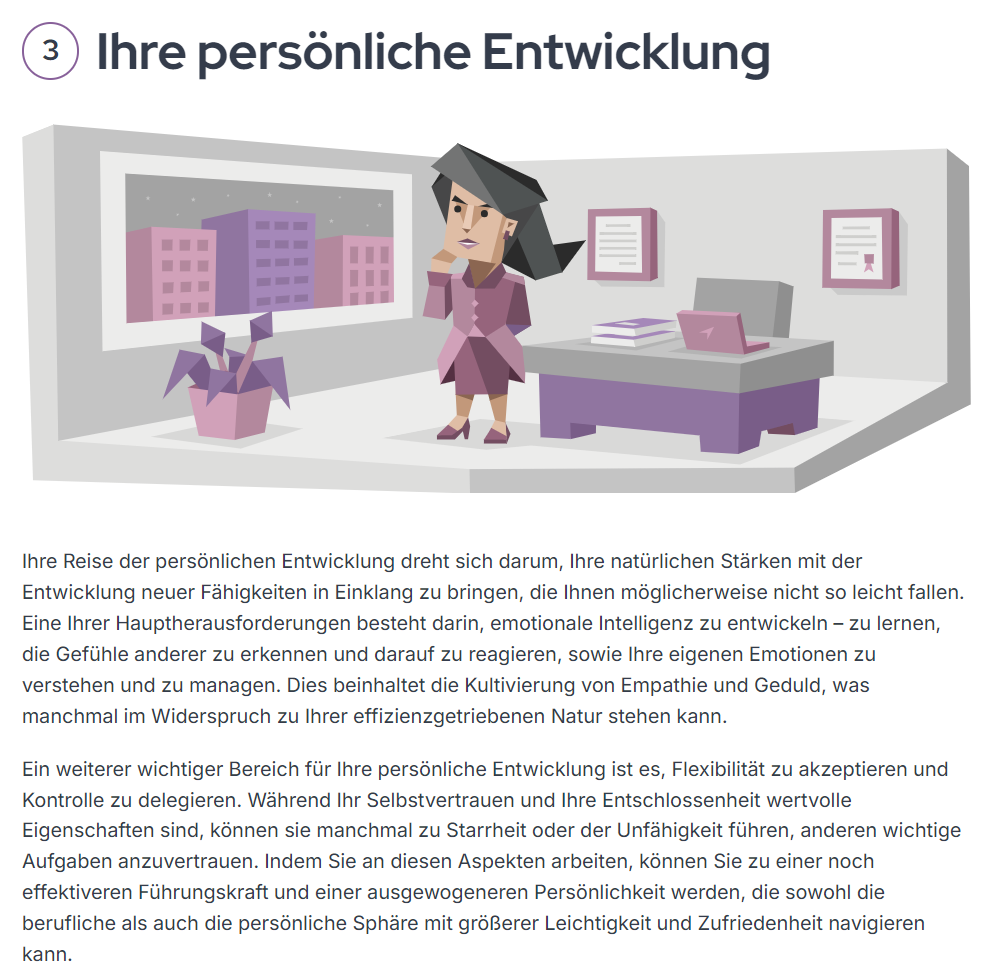 3 Ihre persönliche Entwicklung
Ihre Reise der persönlichen Entwicklung dreht sich darum, Ihre natürlichen Stärken mit der
Entwicklung neuer Fähigkeiten in Einklang zu bringen, die Ihnen möglicherweise nicht so leicht fallen.
Eine Ihrer Hauptherausforderungen besteht darin, emotionale Intelligenz zu entwickeln – zu lernen,
die Gefühle anderer zu erkennen und darauf zu reagieren, sowie Ihre eigenen Emotionen zu
verstehen und zu managen. Dies beinhaltet die Kultivierung von Empathie und Geduld, was
manchmal im Widerspruch zu Ihrer effizienzgetriebenen Natur stehen kann.
Ein weiterer wichtiger Bereich für Ihre persönliche Entwicklung ist es, Flexibilität zu akzeptieren und
Kontrolle zu delegieren. Während Ihr Selbstvertrauen und Ihre Entschlossenheit wertvolle
Eigenschaften sind, können sie manchmal zu Starrheit oder der Unfähigkeit führen, anderen wichtige
Aufgaben anzuvertrauen. Indem Sie an diesen Aspekten arbeiten, können Sie zu einer noch
effektiveren Führungskraft und einer ausgewogeneren Persönlichkeit werden, die sowohl die
berufliche als auch die persönliche Sphäre mit größerer Leichtigkeit und Zufriedenheit navigieren
kann.